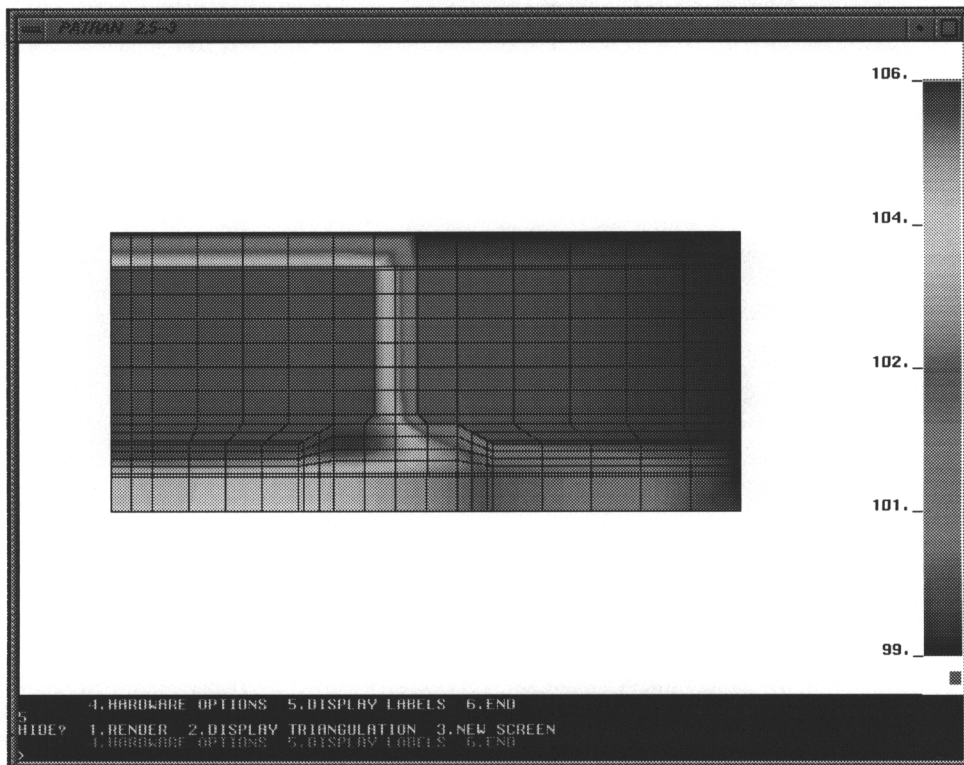 PATRAN 2.5-3
106.
104.
102.
101.
99.
4.HARDWARE OPTIONS 5.DISPLAY LABELS 6.END
5
HIDE? 1.RENDER 2.DISPLAY TRIANGULATION 3.NEW SCREEN
4.HARDWARE OPTIONS 5.DISPLAY LABELS 6.END
>